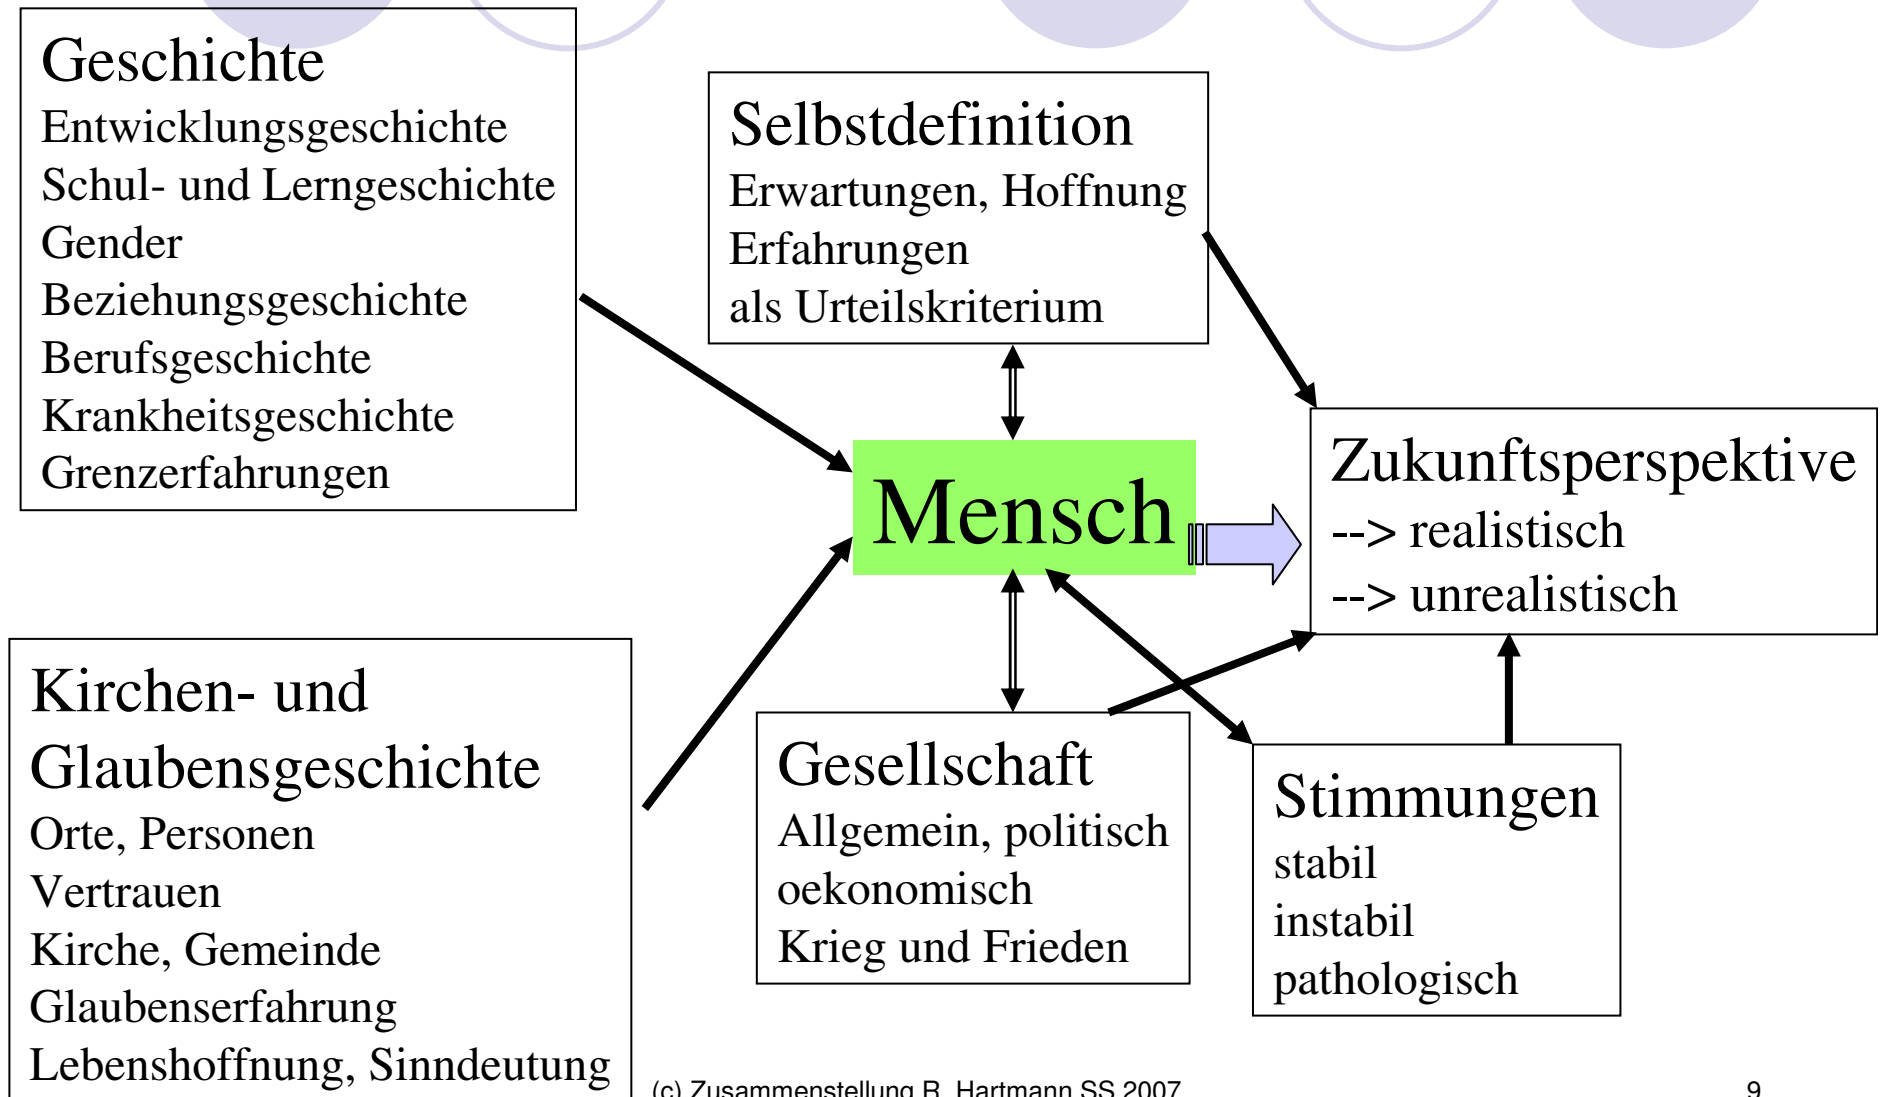 Geschichte
Entwicklungsgeschichte
Schul- und Lerngeschichte
Gender
Beziehungsgeschichte
Berufsgeschichte
Krankheitsgeschichte
Grenzerfahrungen
Selbstdefinition
Erwartungen, Hoffnung
Erfahrungen
als Urteilskriterium
Mensch
Zukunftsperspektive
--> realistisch
--> unrealistisch
Kirchen- und
Glaubensgeschichte
Orte, Personen
Vertrauen
Kirche, Gemeinde
Glaubenserfahrung
Lebenshoffnung, Sinndeutung
Gesellschaft
Allgemein, politisch
oekonomisch
Krieg und Frieden
Stimmungen
stabil
instabil
pathologisch
(c) Zusammenstellung R. Hartmann SS 2007
9